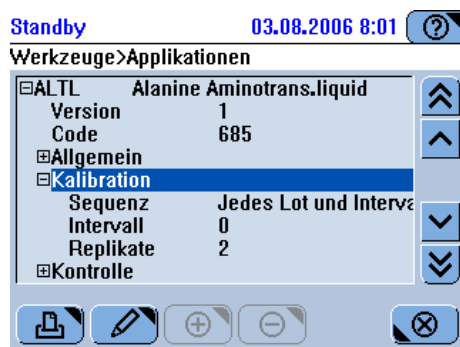 Standby 03.08.2006 8:01
Werkzeuge>Applikationen
ALTL Alanine Aminotrans.liquid
Version 1
Code 685
Allgemein
Kalibration
Sequenz Jedes Lot und Interva
Intervall 0
Replikate 2
Kontrolle